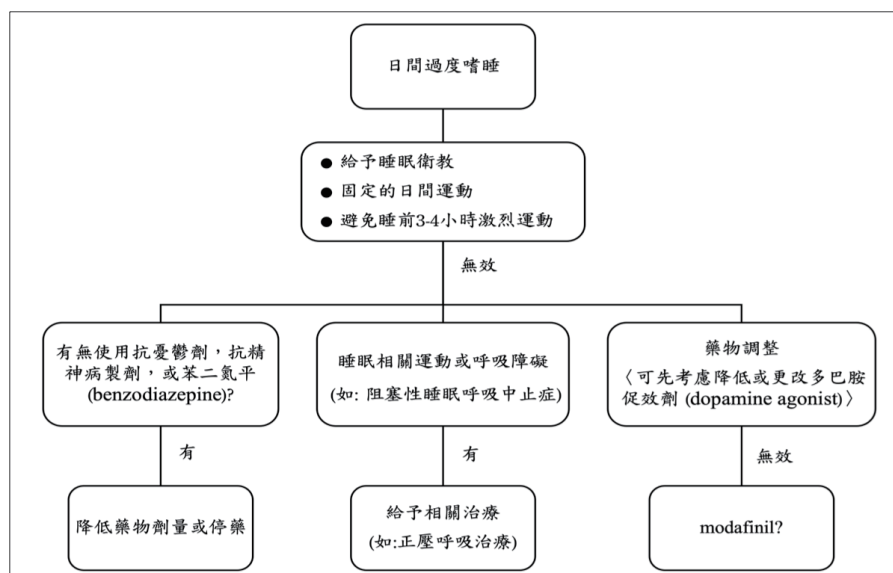 日間過度嗜睡
● 給予睡眠衛教
● 固定的日間運動
● 避免睡前3-4小時激烈運動
無效
有無使用抗憂鬱劑，抗精
神病製劑，或苯二氮平
(benzodiazepine)?
有
降低藥物劑量或停藥
睡眠相關運動或呼吸障礙
(如: 阻塞性睡眠呼吸中止症)
有
給予相關治療
(如:正壓呼吸治療)
藥物調整
〈可先考慮降低或更改多巴胺
促效劑 (dopamine agonist)〉
無效
modafinil?